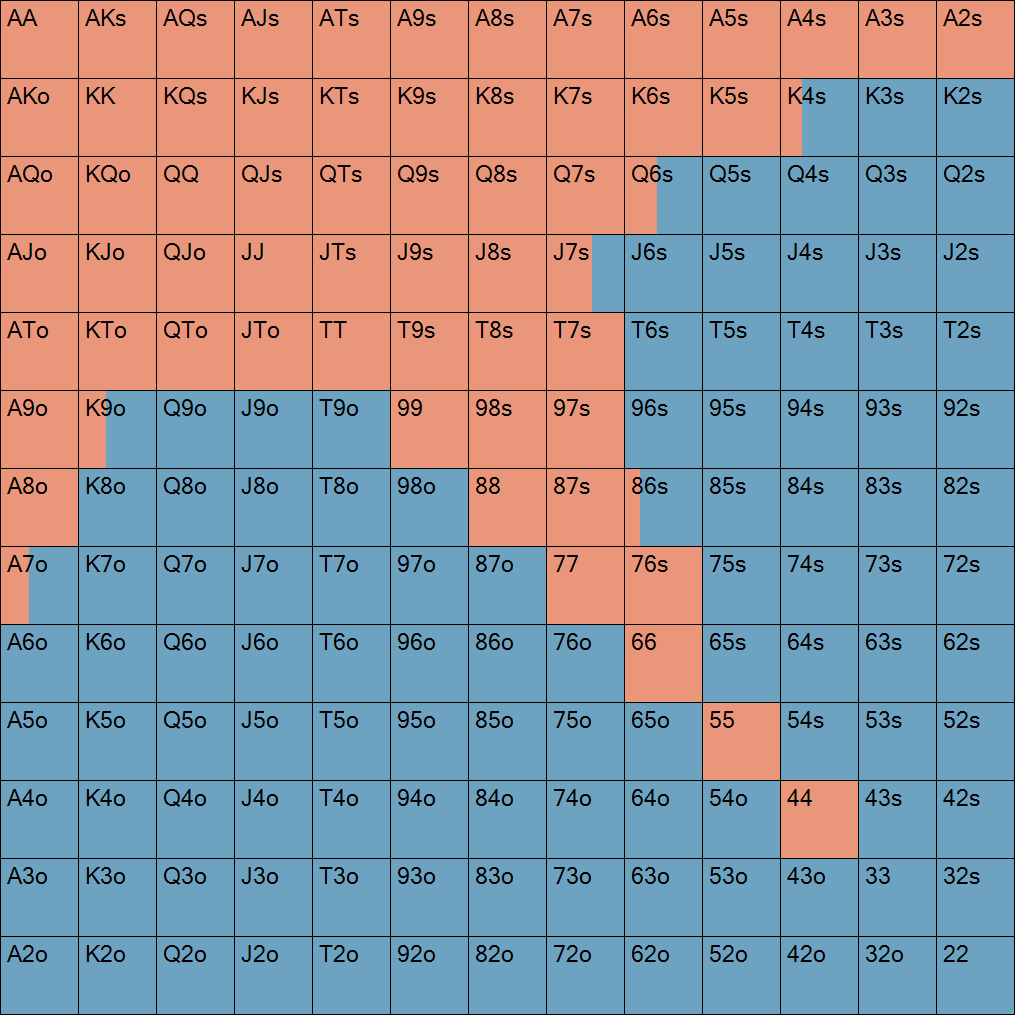 AA AKs AQs AJs ATs A9s A8s A7s A6s A5s A4s A3s A2s
AKo KK KQs KJs KTs K9s K8s K7s K6s K5s K4s K3s K2s
AQo KQo QQ QJs QTs Q9s Q8s Q7s Q6s Q5s Q4s Q3s Q2s
AJo KJo QJo JJ JTs J9s J8s J7s J6s J5s J4s J3s J2s
ATo KTo QTo JTo TT T9s T8s T7s T6s T5s T4s T3s T2s
A9o K9o Q9o J9o T9o 99 98s 97s 96s 95s 94s 93s 92s
A8o K8o Q8o J8o T8o 98o 88 87s 86s 85s 84s 83s 82s
A7o K7o Q7o J7o T7o 97o 87o 77 76s 75s 74s 73s 72s
A6o K6o Q6o J6o T6o 96o 86o 76o 66 65s 64s 63s 62s
A5o K5o Q5o J5o T5o 95o 85o 75o 65o 55 54s 53s 52s
A4o K4o Q4o J4o T4o 94o 84o 74o 64o 54o 44 43s 42s
A3o K3o Q3o J3o T3o 93o 83o 73o 63o 53o 43o 33 32s
A2o K2o Q2o J2o T2o 92o 82o 72o 62o 52o 42o 32o 22